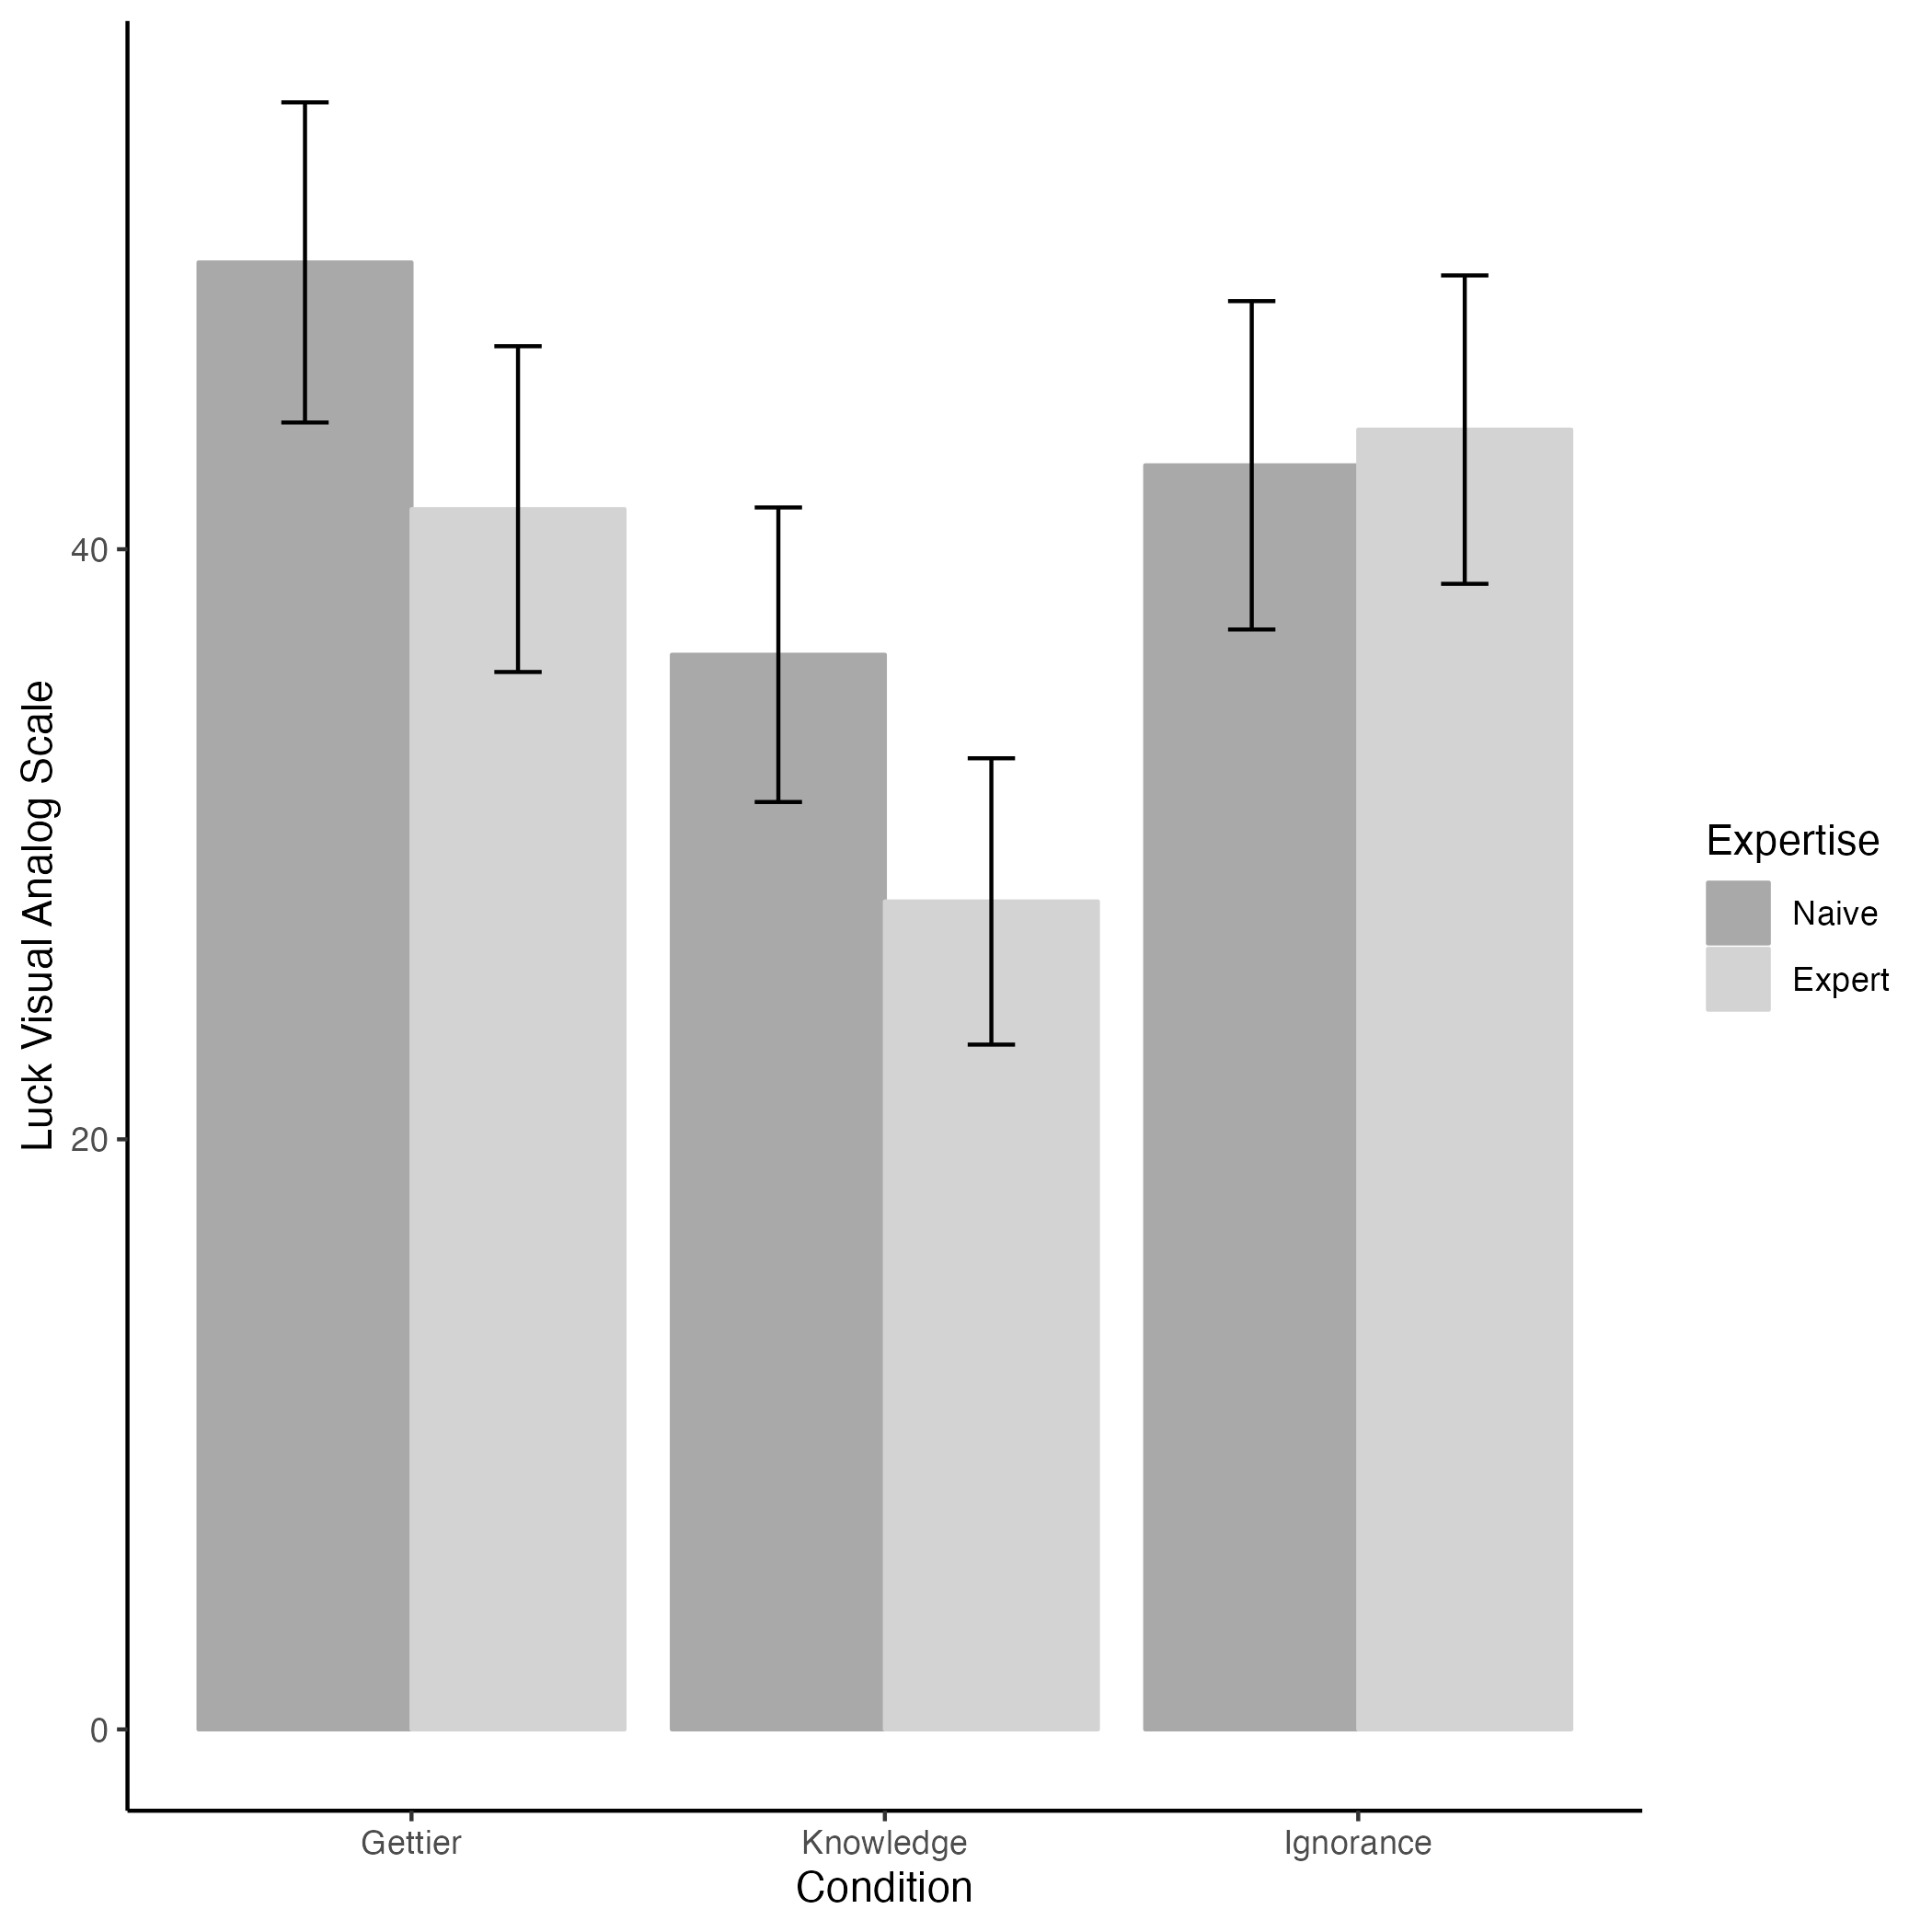 Luck Visual Analog Scale
40
20
0
Gettier
Knowledge
Ignorance
Condition
Expertise
Naive
Expert